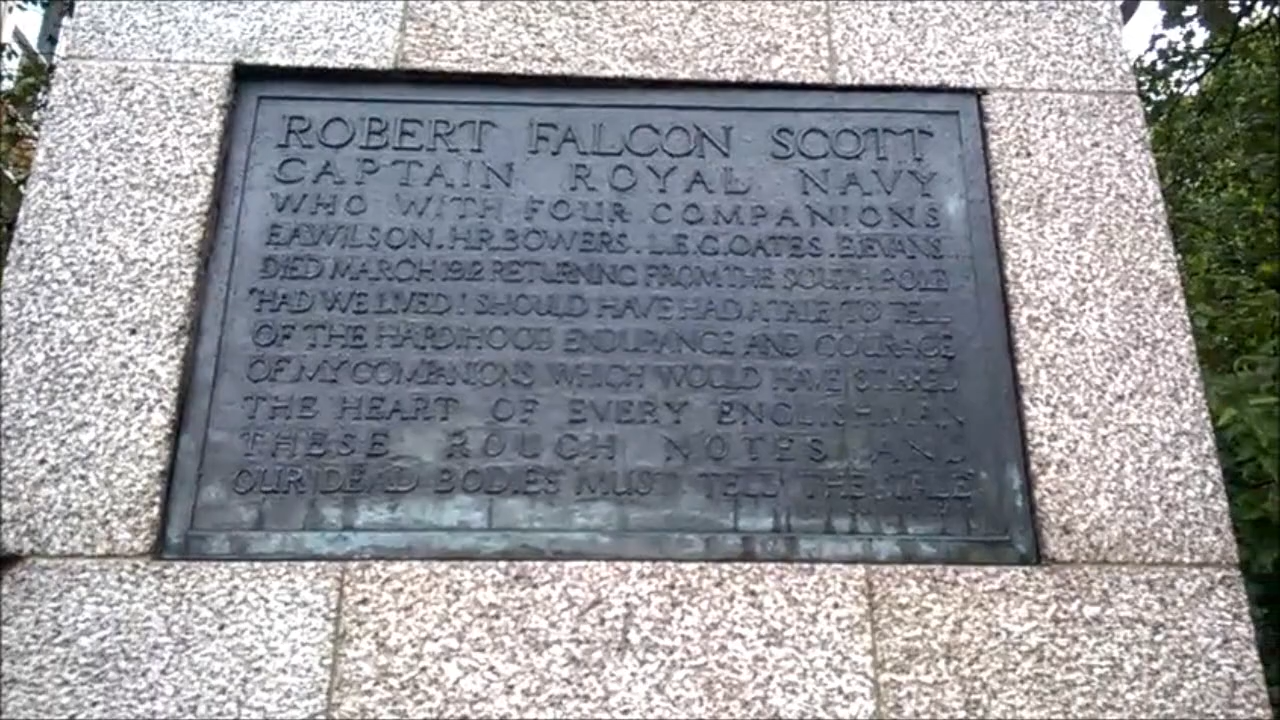 ROBERT FALCON SCOTT
CAPTAIN ROYAL NAVY
WHO WITH FOUR COMPANIONS
E.A.WILSON. H.R.BOWERS. L.E.G.OATES. E.EVANS.
DIED MARCH 1912 RETURNING FROM THE SOUTH POLE
"HAD WE LIVED I SHOULD HAVE HAD A TALE TO TELL
OF THE HARDIHOOD ENDURANCE AND COURAGE
OF MY COMPANIONS WHICH WOULD HAVE STIRRED
THE HEART OF EVERY ENGLISHMAN
THESE ROUGH NOTES AND
OUR DEAD BODIES MUST TELL THE TALE"